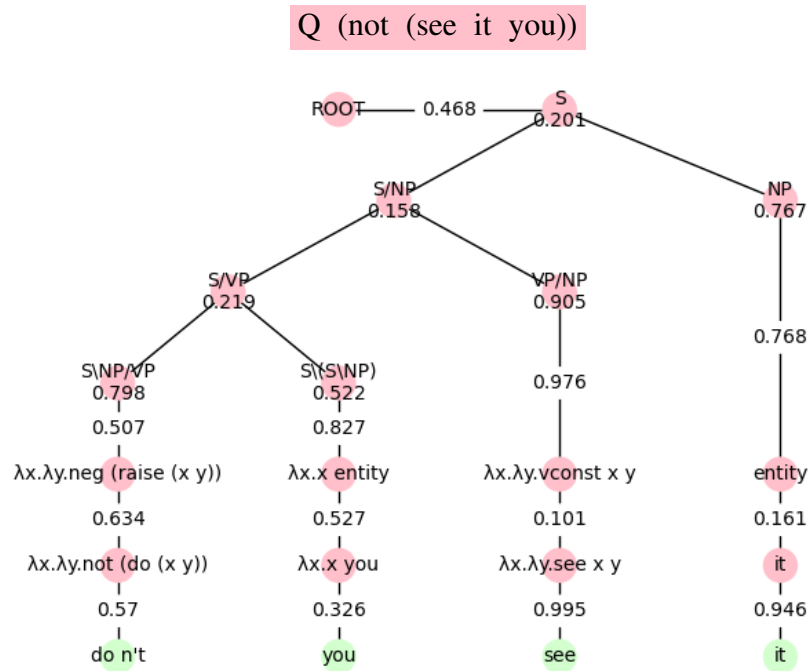 Q (not (see it you))
ROOT 0.468 S
0.201
S/NP
0.158
NP
0.767
S/VP
0.219
VP/NP
0.905
0.768
S\NP/VP
0.798
S\(S\NP)
0.522
0.976
0.507 0.827
λx.λy.neg (raise (x y)) λx.x entity λx.λy.vconst x y entity
0.634 0.527 0.101 0.161
λx.λy.not (do (x y)) λx.x you λx.λy.see x y it
0.57 0.326 0.995 0.946
do n't you see it